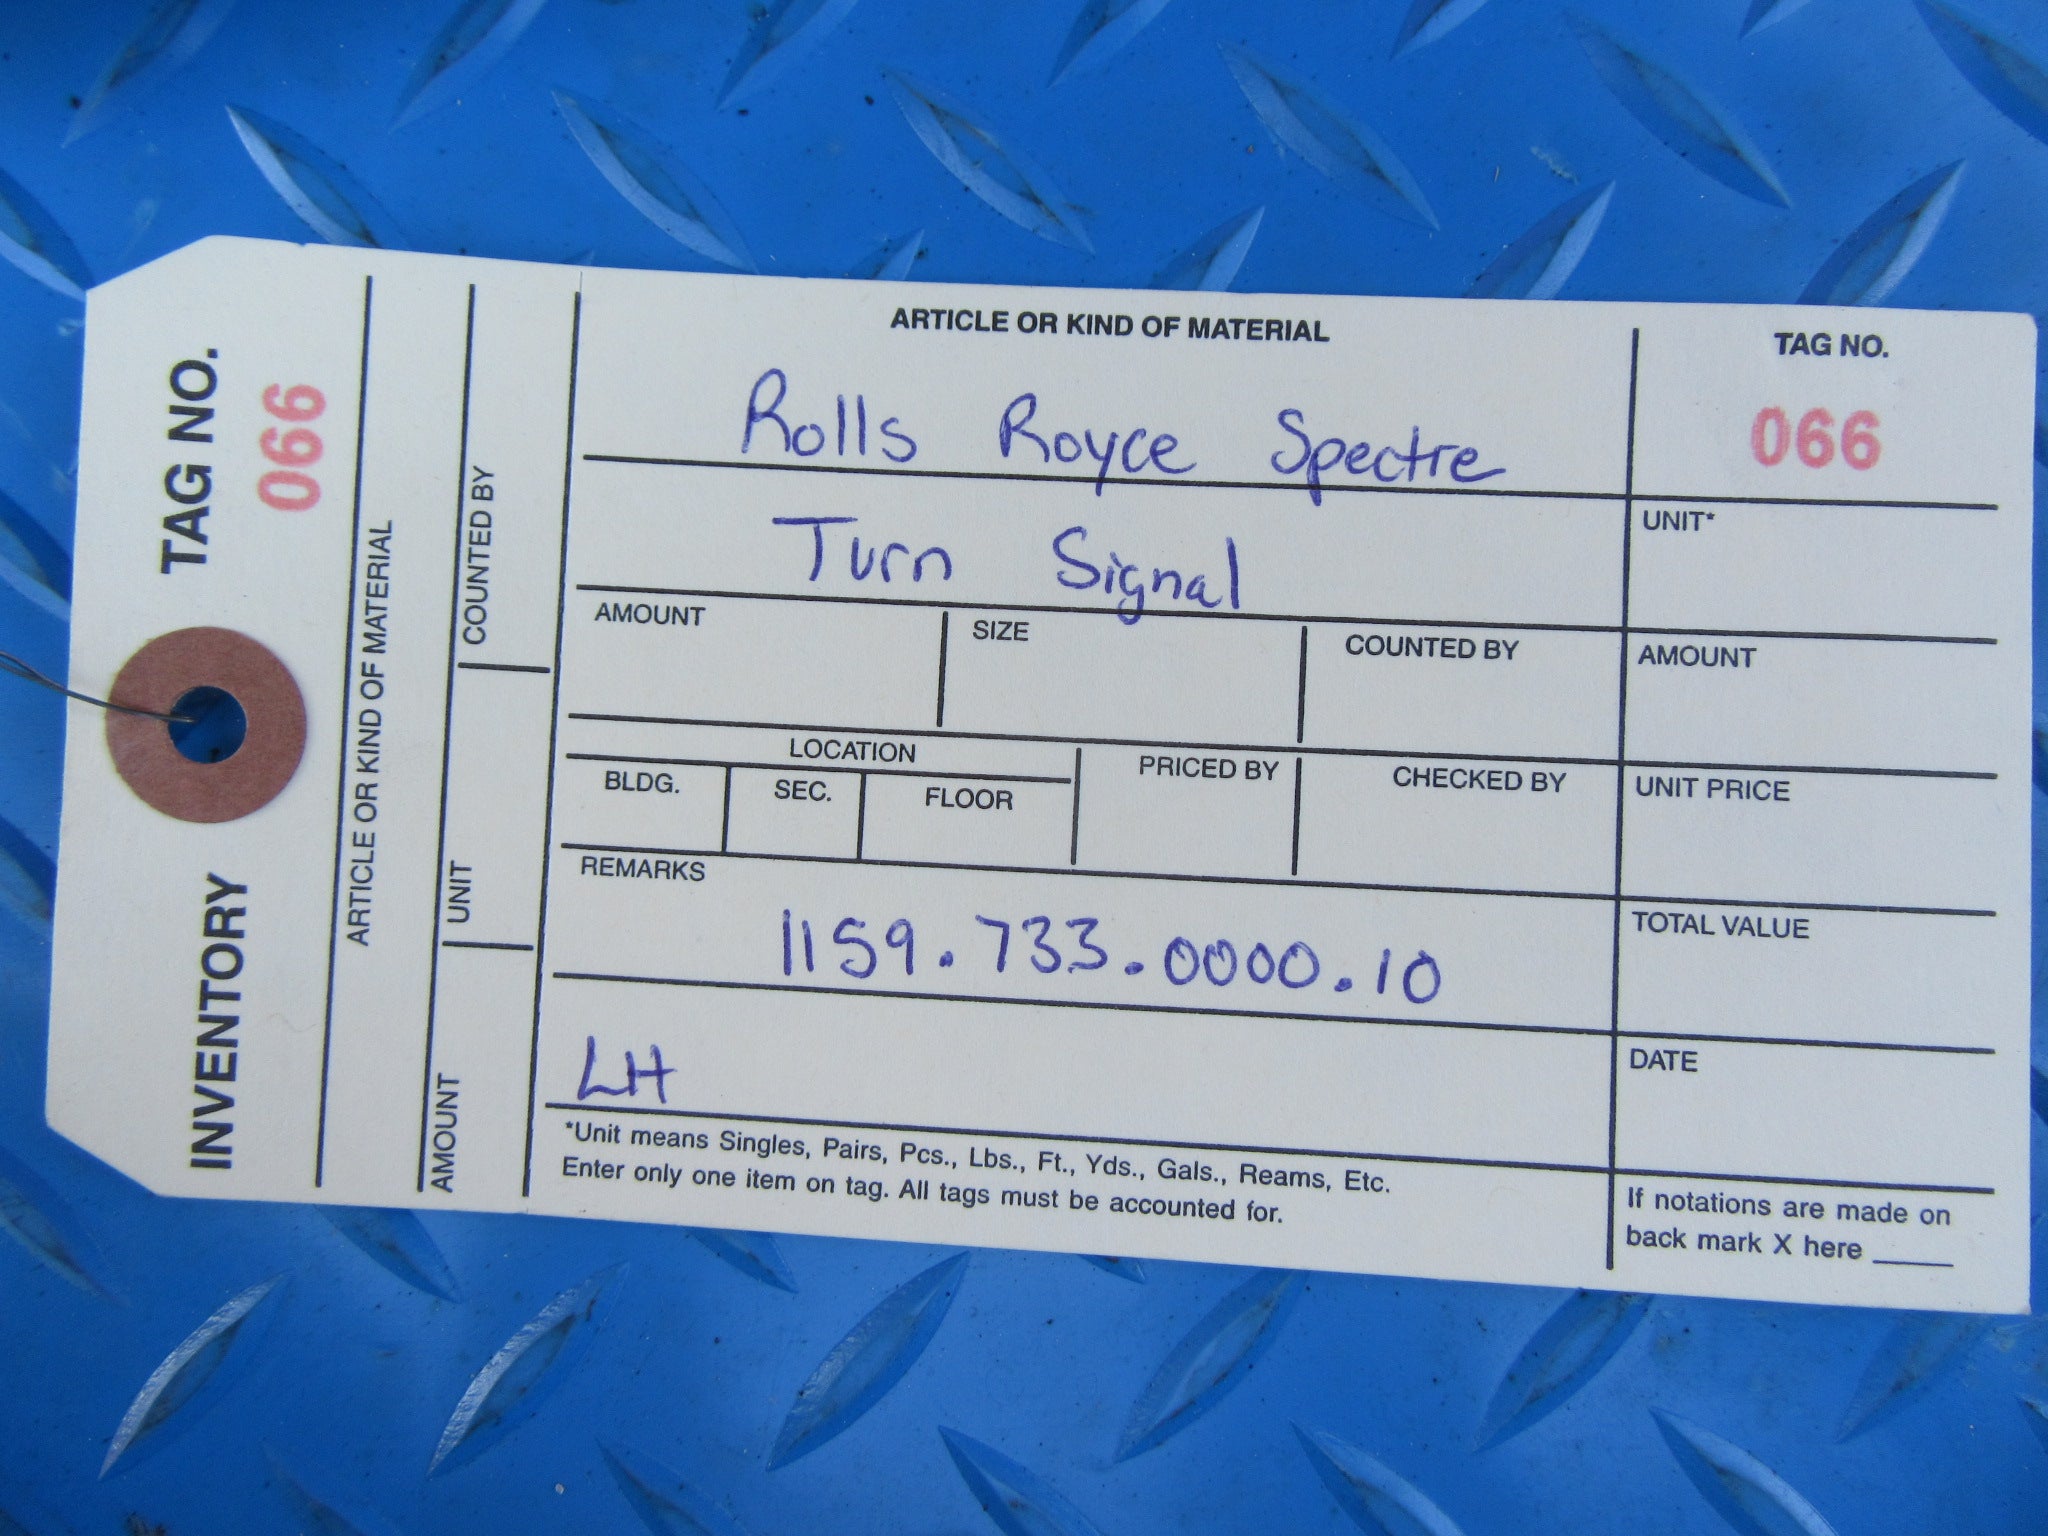 INVENTORY TAG NO.
066
ARTICLE OR KIND OF MATERIAL
AMOUNT UNIT COUNTED BY
ARTICLE OR KIND OF MATERIAL
Rolls Royce Spectre
Turn Signal
TAG NO.
066
UNIT*
AMOUNT SIZE COUNTED BY AMOUNT
LOCATION
BLDG. SEC. FLOOR PRICED BY CHECKED BY UNIT PRICE
REMARKS
1159.733.0000.10
TOTAL VALUE
LH
DATE
*Unit means Singles, Pairs, Pcs., Lbs., Ft., Yds., Gals., Reams, Etc.
Enter only one item on tag. All tags must be accounted for.
If notations are made on
back mark X here